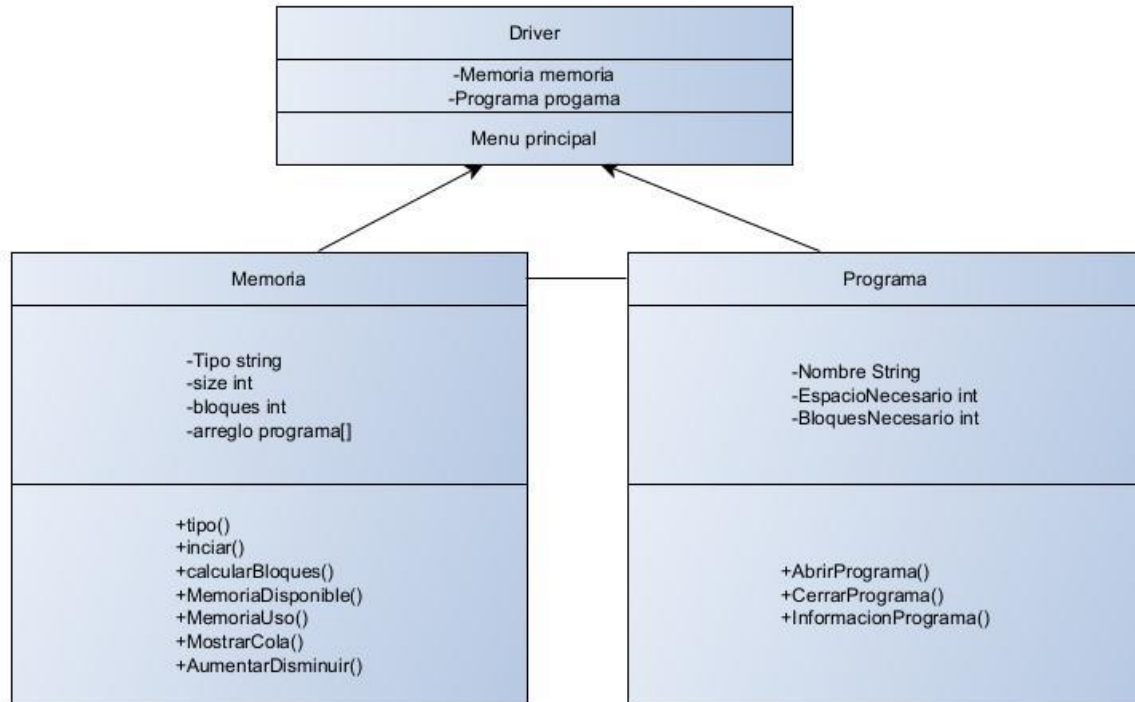 Driver
-Memoria memoria
-Programa progama
Menu principal
Memoria
-Tipo string
-size int
-bloques int
-arreglo programa[]
+tipo()
+inciar()
+calcularBloques()
+MemoriaDisponible()
+MemoriaUso()
+MostrarCola()
+AumentarDisminuir()
Programa
-Nombre String
-EspacioNecesario int
-BloquesNecesario int
+AbrirPrograma()
+CerrarPrograma()
+InformacionPrograma()